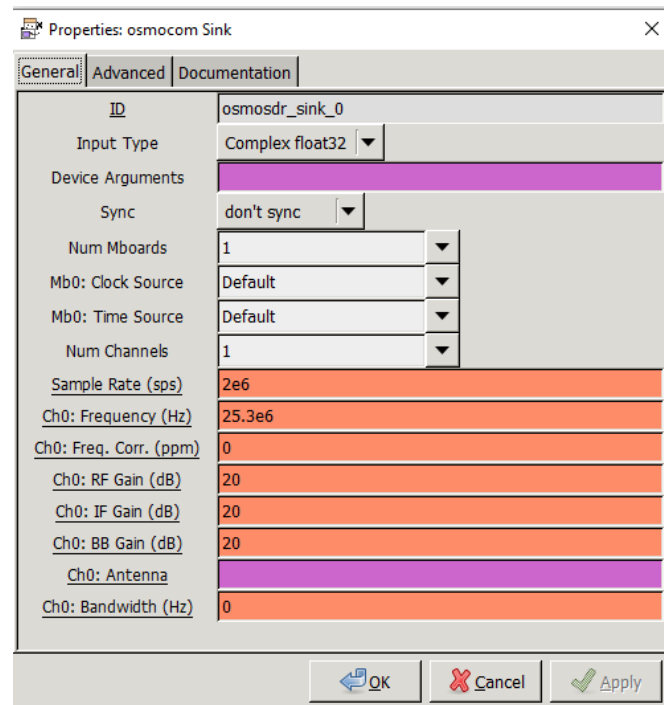 Properties: osmocom Sink
General Advanced Documentation
ID osmosdr_sink_0
Input Type Complex float32
Device Arguments
Sync don't sync
Num Mboards 1
Mb0: Clock Source Default
Mb0: Time Source Default
Num Channels 1
Sample Rate (sps) 2e6
Ch0: Frequency (Hz) 25.3e6
Ch0: Freq. Corr. (ppm) 0
Ch0: RF Gain (dB) 20
Ch0: IF Gain (dB) 20
Ch0: BB Gain (dB) 20
Ch0: Antenna
Ch0: Bandwidth (Hz) 0
OK Cancel Apply